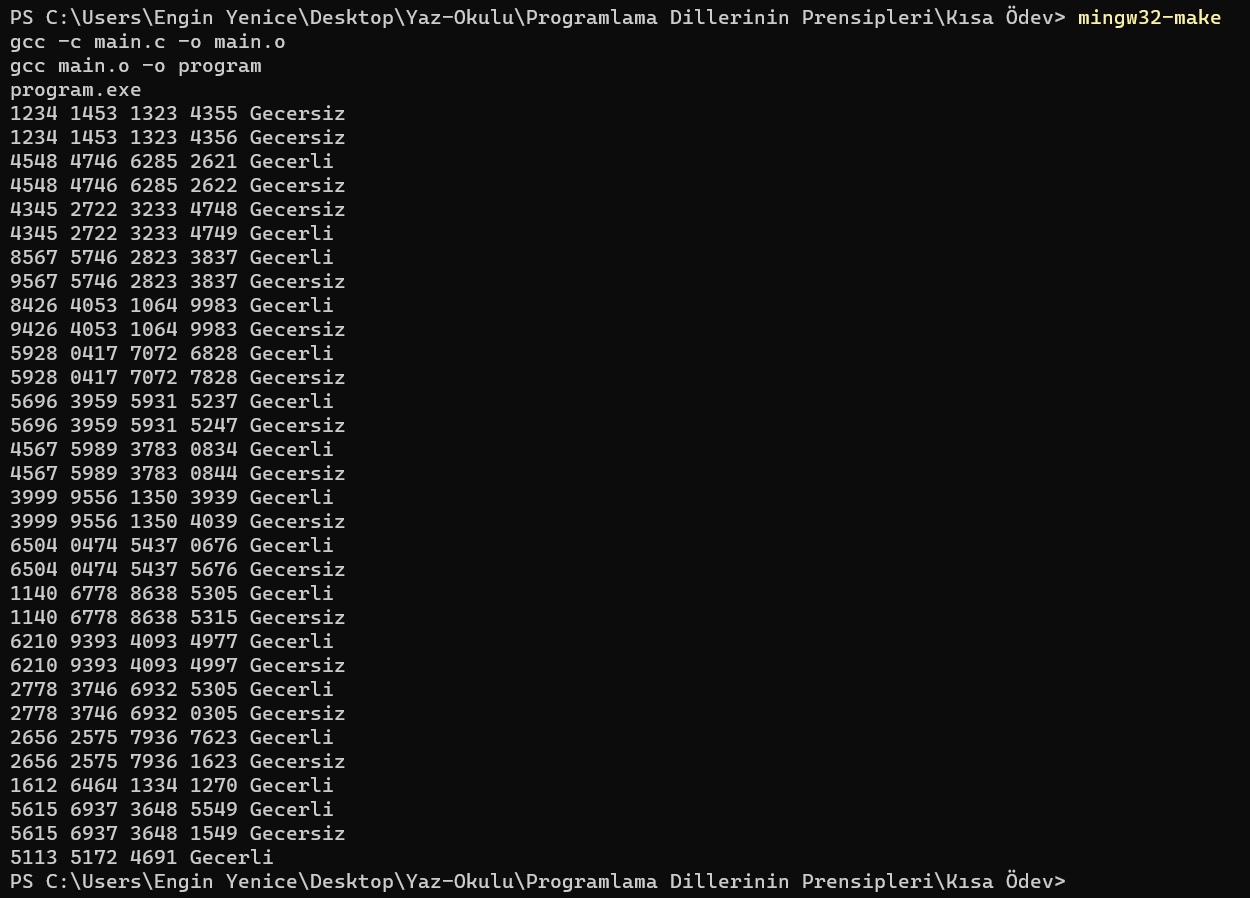 PS C:\Users\Engin Yenice\Desktop\Yaz-Okulu\Programlama Dillerinin Prensipleri\Kısa Ödev> mingw32-make
gcc -c main.c -o main.o
gcc main.o -o program
program.exe
1234 1453 1323 4355 Gecersiz
1234 1453 1323 4356 Gecersiz
4548 4746 6285 2621 Gecerli
4548 4746 6285 2622 Gecersiz
4345 2722 3233 4748 Gecersiz
4345 2722 3233 4749 Gecerli
8567 5746 2823 3837 Gecerli
9567 5746 2823 3837 Gecersiz
8426 4053 1064 9983 Gecerli
9426 4053 1064 9983 Gecersiz
5928 0417 7072 6828 Gecerli
5928 0417 7072 7828 Gecersiz
5696 3959 5931 5237 Gecerli
5696 3959 5931 5247 Gecersiz
4567 5989 3783 0834 Gecerli
4567 5989 3783 0844 Gecersiz
3999 9556 1350 3939 Gecerli
3999 9556 1350 4039 Gecersiz
6504 0474 5437 0676 Gecerli
6504 0474 5437 5676 Gecersiz
1140 6778 8638 5305 Gecerli
1140 6778 8638 5315 Gecersiz
6210 9393 4093 4977 Gecerli
6210 9393 4093 4997 Gecersiz
2778 3746 6932 5305 Gecerli
2778 3746 6932 0305 Gecersiz
2656 2575 7936 7623 Gecerli
2656 2575 7936 1623 Gecersiz
1612 6464 1334 1270 Gecerli
5615 6937 3648 5549 Gecerli
5615 6937 3648 1549 Gecersiz
5113 5172 4691 Gecerli
PS C:\Users\Engin Yenice\Desktop\Yaz-Okulu\Programlama Dillerinin Prensipleri\Kısa Ödev>